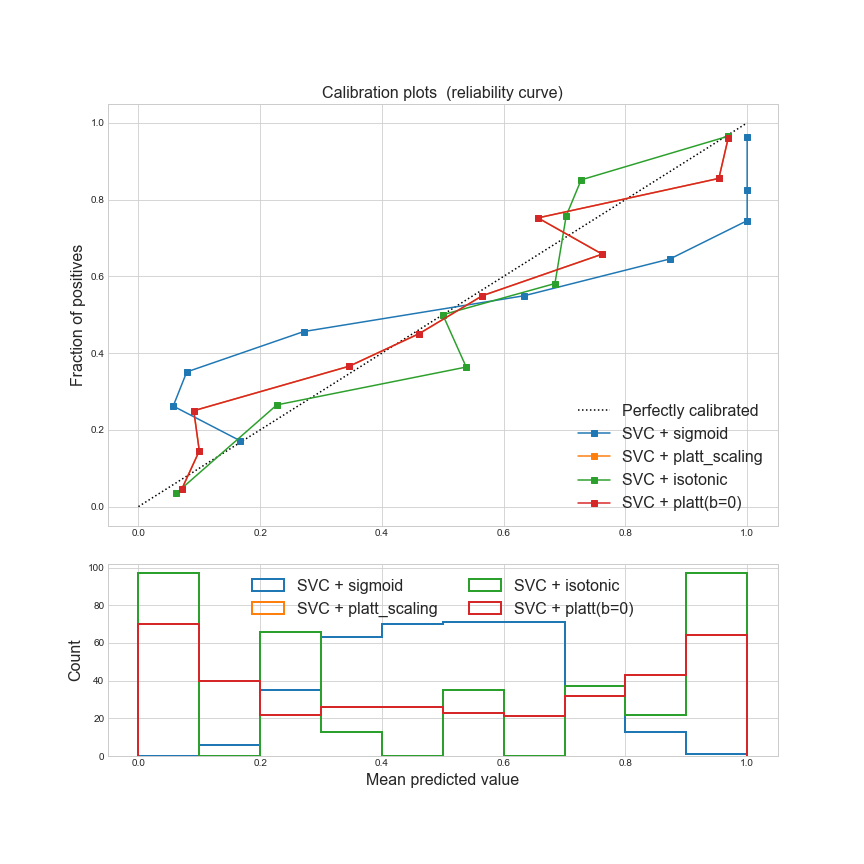 Calibration plots (reliability curve)
1.0
0.8
0.6
0.4
0.2
0.0
Fraction of positives
Perfectly calibrated
SVC + sigmoid
SVC + platt_scaling
SVC + isotonic
SVC + platt(b=0)
0.0 0.2 0.4 0.6 0.8 1.0
100
80
60
40
20
0
Count
SVC + sigmoid SVC + isotonic
SVC + platt_scaling SVC + platt(b=0)
0.0 0.2 0.4 0.6 0.8 1.0
Mean predicted value